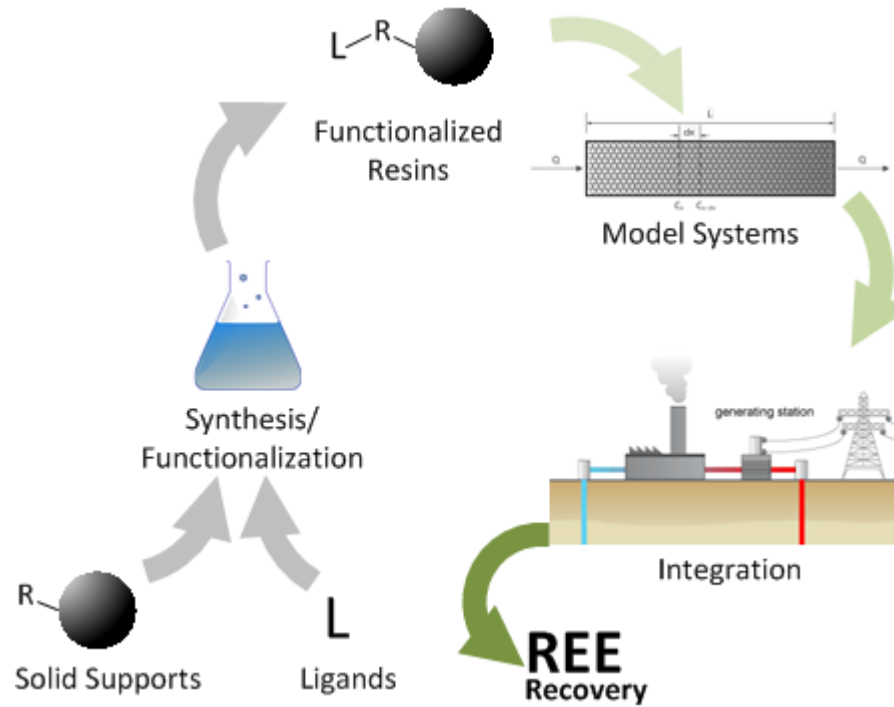 L-R
Functionalized
Resins
L
dx
Q
Q
Model Systems
Synthesis/
Functionalization
generating station
Integration
R
L
Solid Supports
Ligands
REE
Recovery